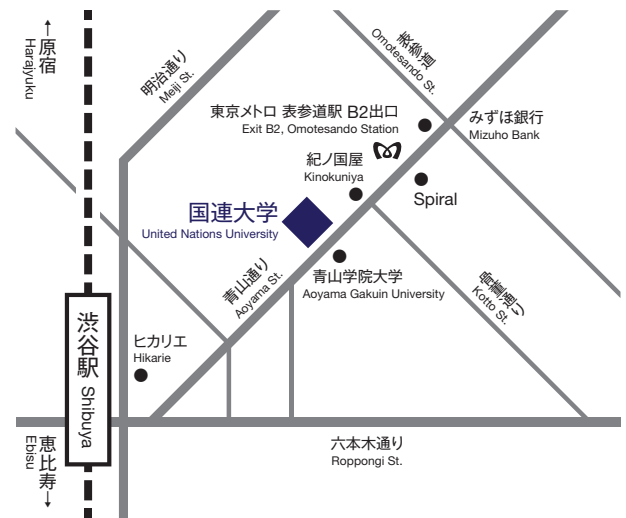 ←原宿
Harajyuku
明治通り
Meiji St.
表参道
Omotesando St.
東京メトロ 表参道駅 B2出口
Exit B2, Omotesando Station
みずほ銀行
Mizuho Bank
紀ノ国屋
Kinokuniya
Spiral
国連大学
United Nations University
青山通り
Aoyama St.
青山学院大学
Aoyama Gakuin University
骨董通り
Kotto St.
渋谷駅 Shibuya
ヒカリエ
Hikarie
六本木通り
Roppongi St.
恵比寿→
Ebisu